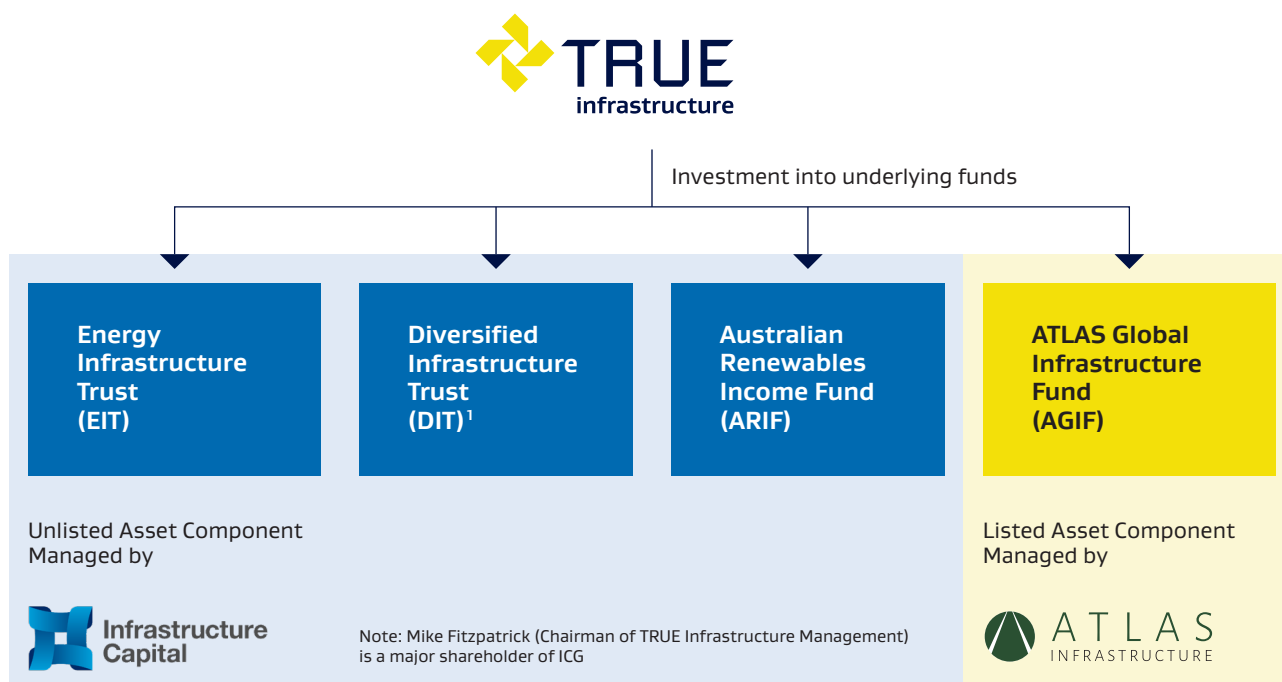 TRUE
infrastructure
Investment into underlying funds
Energy
Infrastructure
Trust
(EIT)
Diversified
Infrastructure
Trust
(DIT)¹
Australian
Renewables
Income Fund
(ARIF)
ATLAS Global
Infrastructure
Fund
(AGIF)
Unlisted Asset Component
Managed by
Infrastructure
Capital
Note: Mike Fitzpatrick (Chairman of TRUE Infrastructure Management)
is a major shareholder of ICG
Listed Asset Component
Managed by
ATLAS
INFRASTRUCTURE